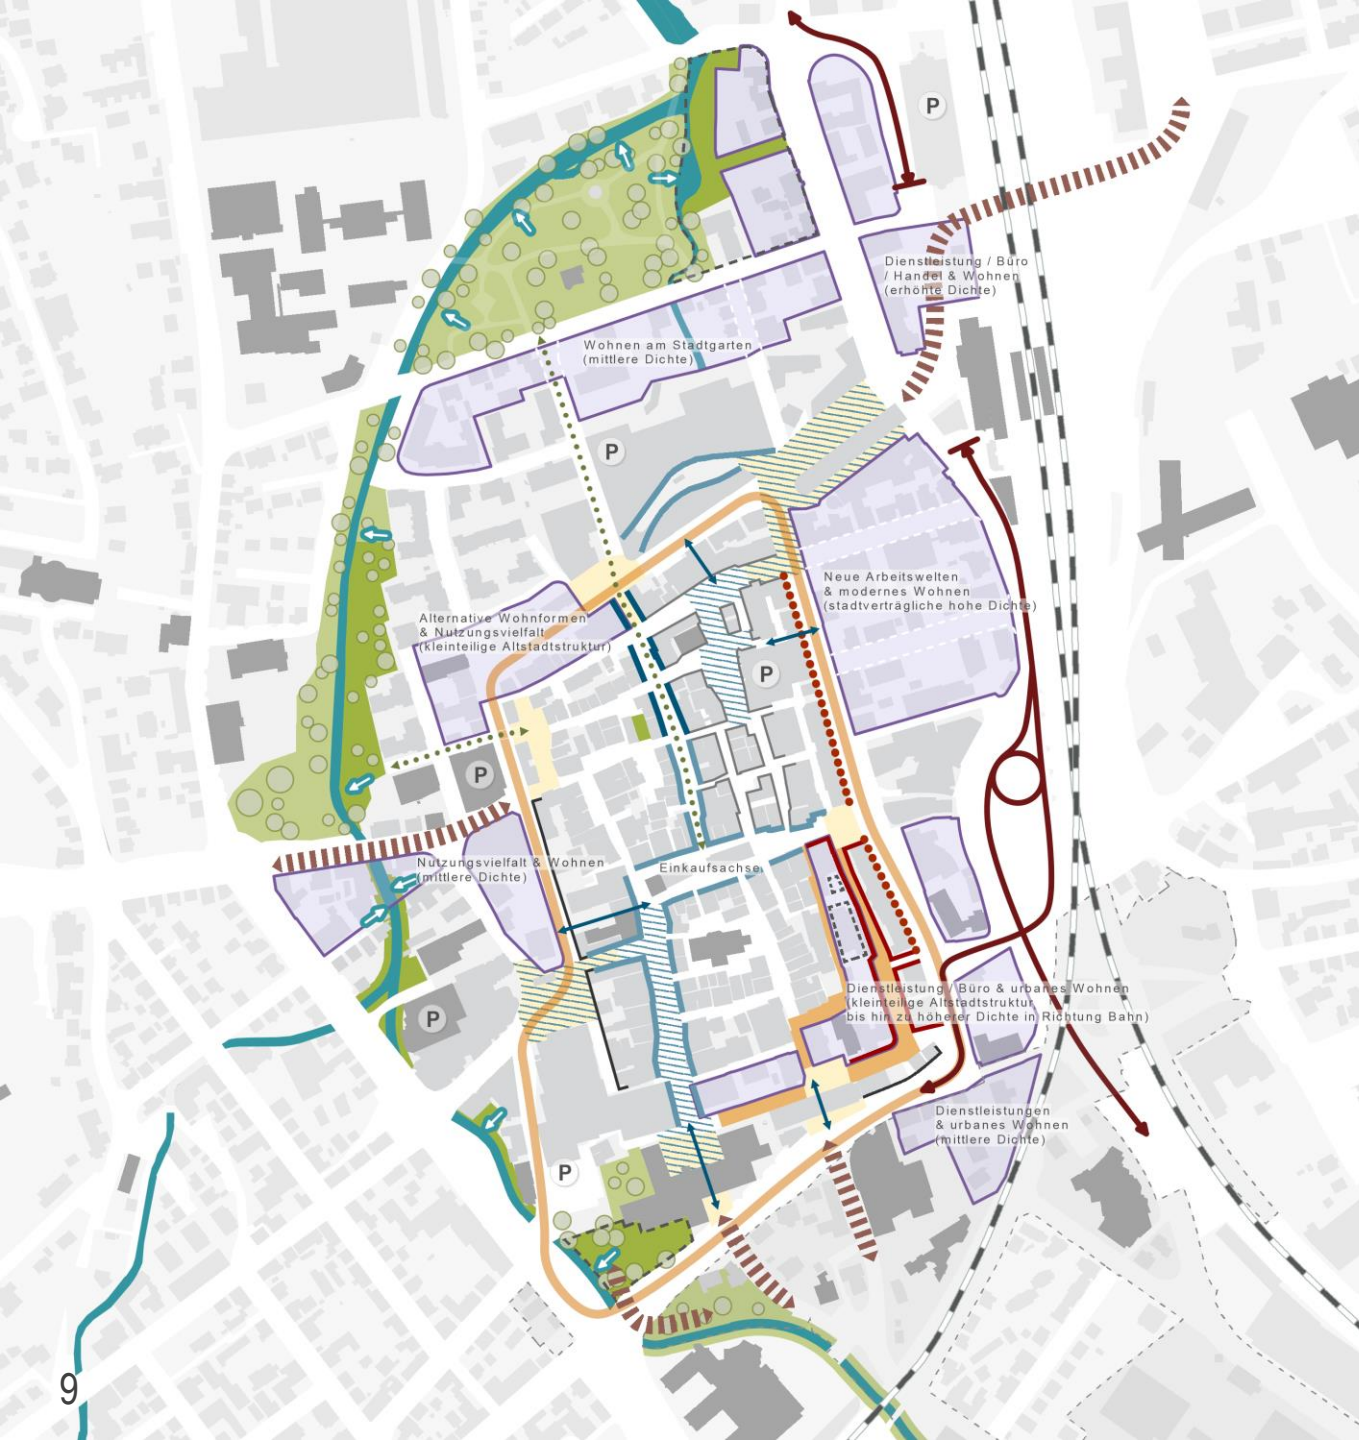 P
Dienstleistung / Büro
/ Handel & Wohnen
(erhöhte Dichte)
Wohnen am Stadtgarten
(mittlere Dichte)
P
Neue Arbeitswelten
& modernes Wohnen
(stadtverträgliche hohe Dichte)
Alternative Wohnformen
& Nutzungsvielfalt
(kleinteilige Altstadtstruktur)
P
P
Nutzungsvielfalt & Wohnen
(mittlere Dichte)
Einkaufsachse
Dienstleistung / Büro & urbanes Wohnen
(kleinteilige Altstadtstruktur
bis hin zu höherer Dichte in Richtung Bahn)
P
Dienstleistungen
& urbanes Wohnen
(mittlere Dichte)
P
9